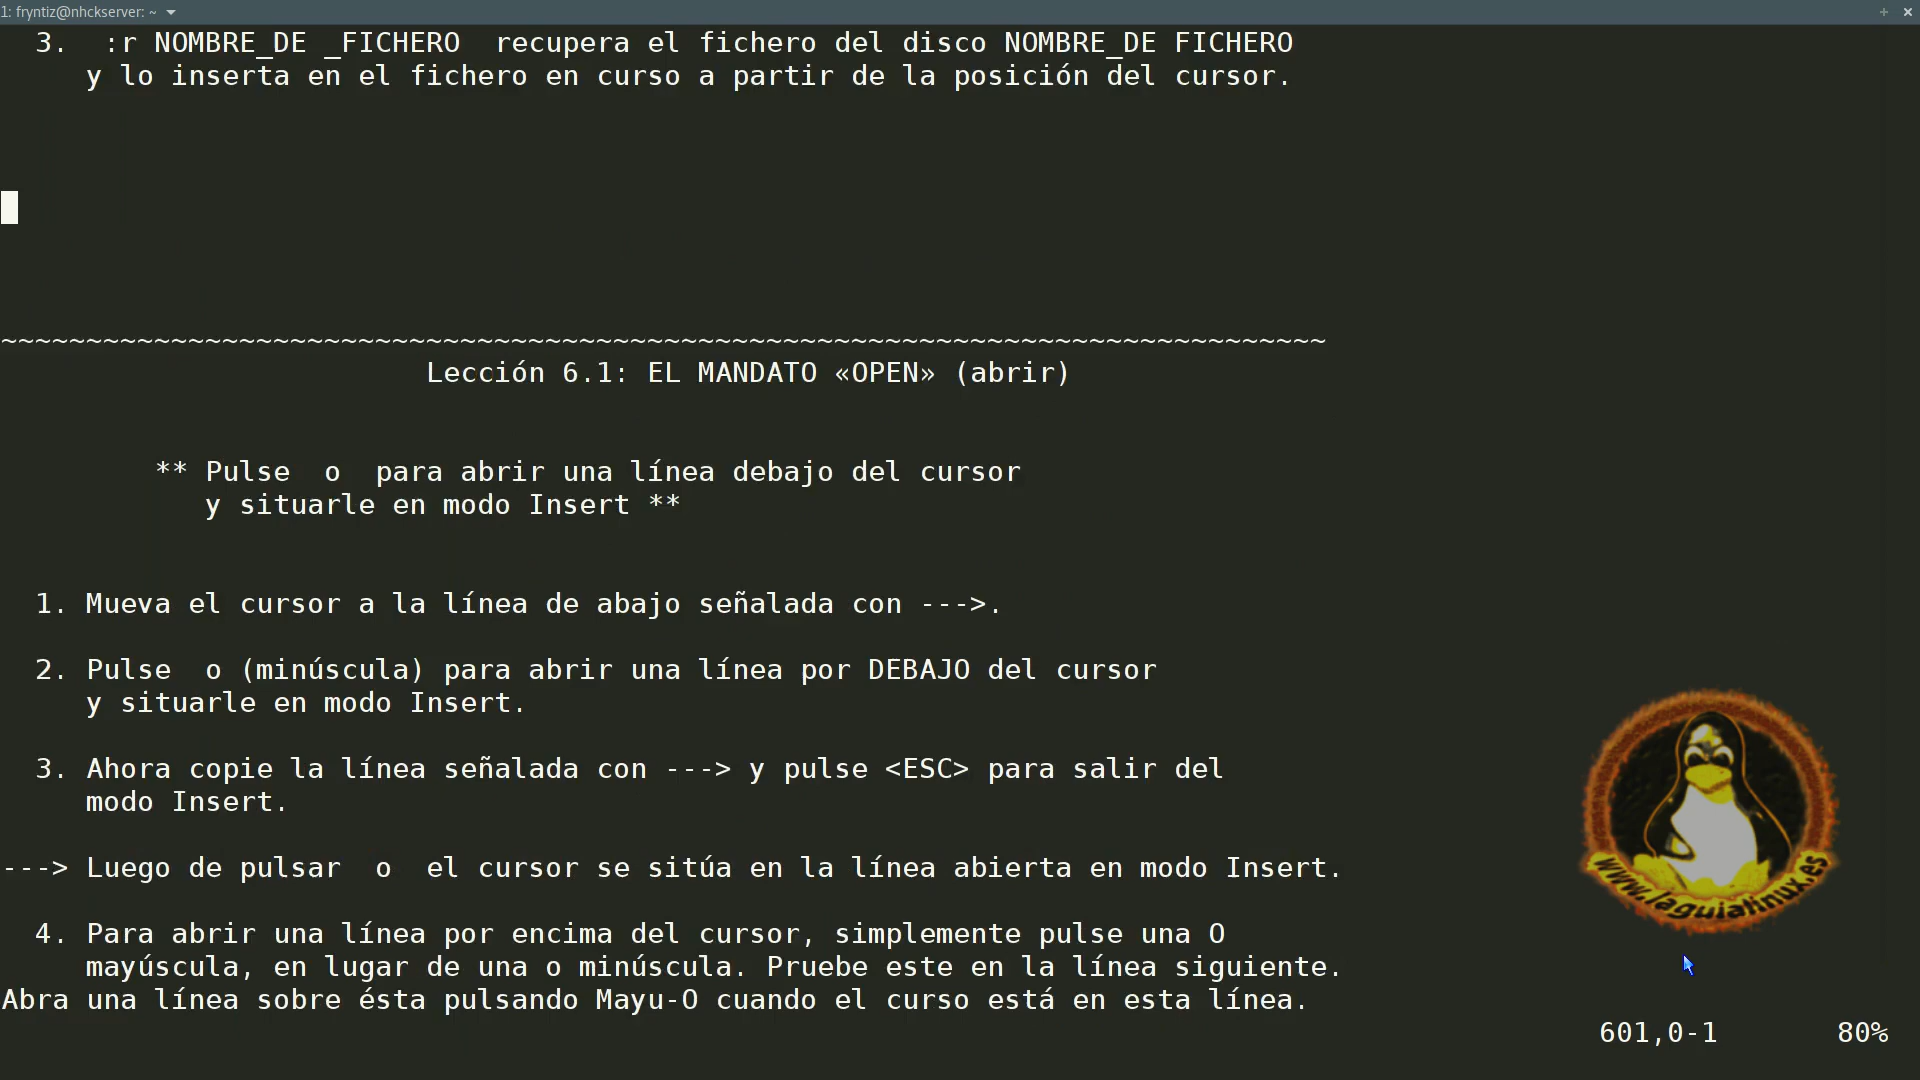 1: fryntiz@nhckserver: ~
3.  :r NOMBRE_DE _FICHERO  recupera el fichero del disco NOMBRE_DE FICHERO
y lo inserta en el fichero en curso a partir de la posición del cursor.
~~~~~~~~~~~~~~~~~~~~~~~~~~~~~~~~~~~~~~~~~~~~~~~~~~~~~~~~~~~~~~~~~~~~~~~~~~~~~~
Lección 6.1: EL MANDATO «OPEN» (abrir)
** Pulse  o  para abrir una línea debajo del cursor
y situarle en modo Insert **
1. Mueva el cursor a la línea de abajo señalada con --->.
2. Pulse  o (minúscula) para abrir una línea por DEBAJO del cursor
y situarle en modo Insert.
3. Ahora copie la línea señalada con ---> y pulse <ESC> para salir del
modo Insert.
---> Luego de pulsar  o  el cursor se sitúa en la línea abierta en modo Insert.
4. Para abrir una línea por encima del cursor, simplemente pulse una O
mayúscula, en lugar de una o minúscula. Pruebe este en la línea siguiente.
Abra una línea sobre ésta pulsando Mayu-O cuando el curso está en esta línea.
601,0-1 80%
www.laguialinux.es